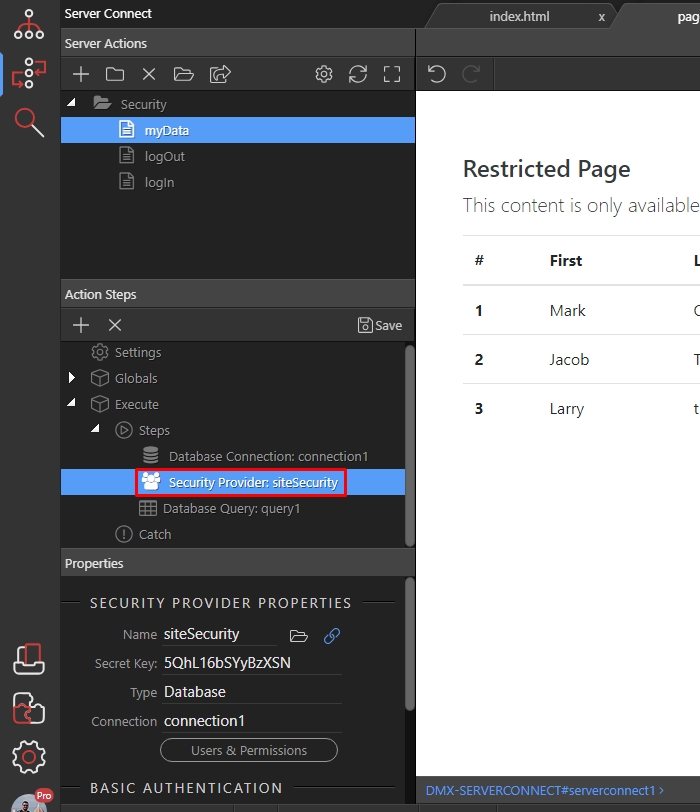 Server Connect
index.html x
pag
Server Actions
Security
myData
logOut
logIn
Restricted Page
This content is only available
# First L
1 Mark
2 Jacob T
3 Larry t
Action Steps
Save
Settings
Globals
Execute
Steps
Database Connection: connection1
Security Provider: siteSecurity
Database Query: query1
Catch
Properties
SECURITY PROVIDER PROPERTIES
Name siteSecurity
Secret Key: 5QhL16bSYyBzXSN
Type Database
Connection connection1
Users & Permissions
BASIC AUTHENTICATION
Pro
DMX-SERVERCONNECT#serverconnect1 ›